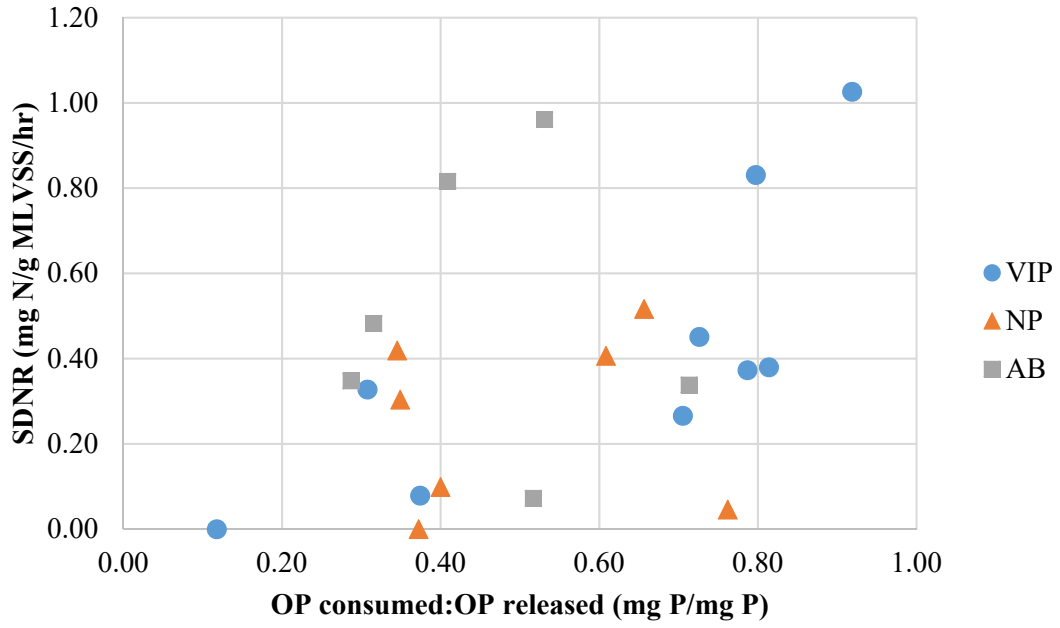 1.20
1.00
0.80
0.60
0.40
0.20
0.00
SDNR (mg N/g MLVSS/hr)
0.00 0.20 0.40 0.60 0.80 1.00
OP consumed:OP released (mg P/mg P)
VIP
NP
AB